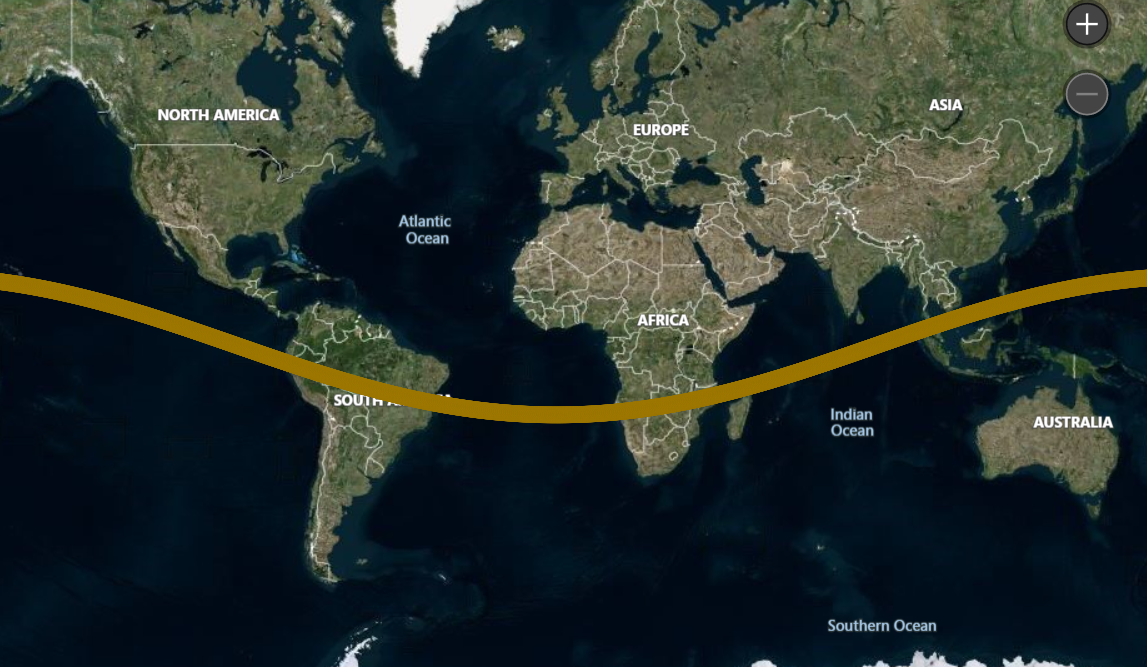 NORTH AMERICA
ASIA
EUROPE
Atlantic
Ocean
AFRICA
SOUTH
Indian
Ocean
AUSTRALIA
Southern Ocean